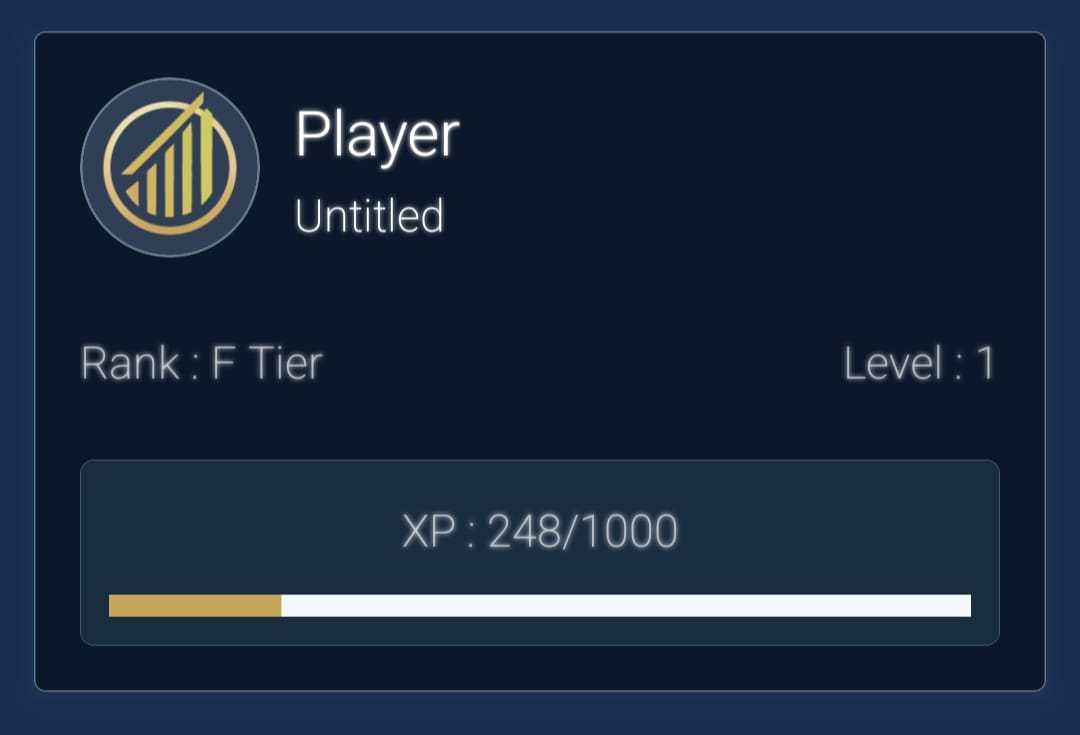 Player
Untitled
Rank : F Tier
Level : 1
XP : 248/1000